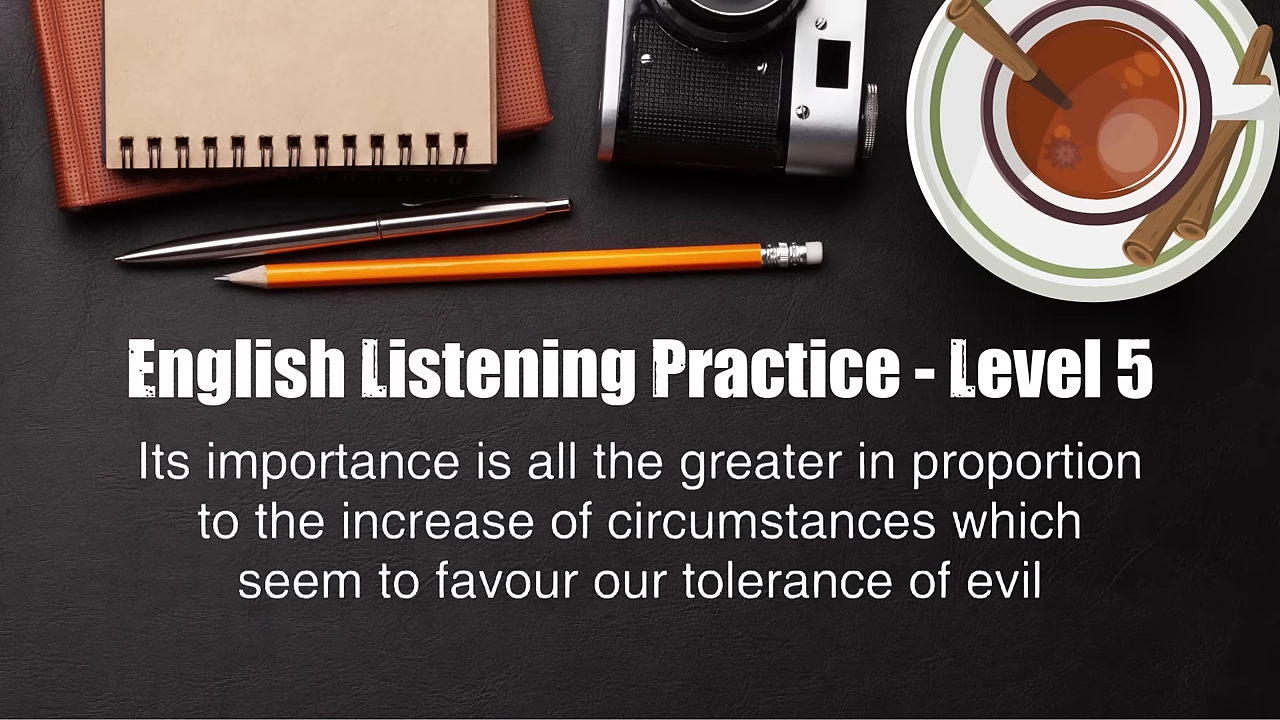 English Listening Practice - Level 5
Its importance is all the greater in proportion
to the increase of circumstances which
seem to favour our tolerance of evil